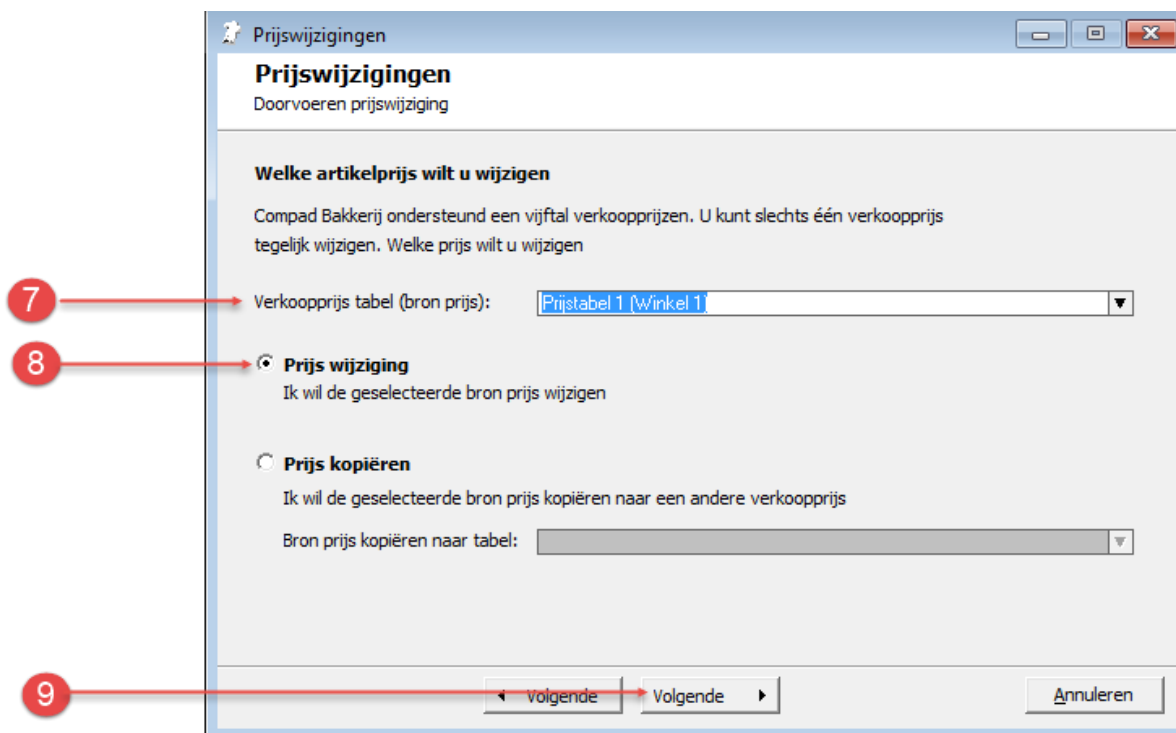 Prijswijzigingen
Prijswijzigingen
Doorvoeren prijswijziging
Welke artikelprijs wilt u wijzigen
Compad Bakkerij ondersteund een vijftal verkoopprijzen. U kunt slechts één verkoopprijs
tegelijk wijzigen. Welke prijs wilt u wijzigen
7
Verkoopprijs tabel (bron prijs): Prijstabel 1 (Winkel 1)
8
Prijs wijziging
Ik wil de geselecteerde bron prijs wijzigen
Prijs kopiëren
Ik wil de geselecteerde bron prijs kopiëren naar een andere verkoopprijs
Bron prijs kopiëren naar tabel:
9
Volgende Volgende Annuleren